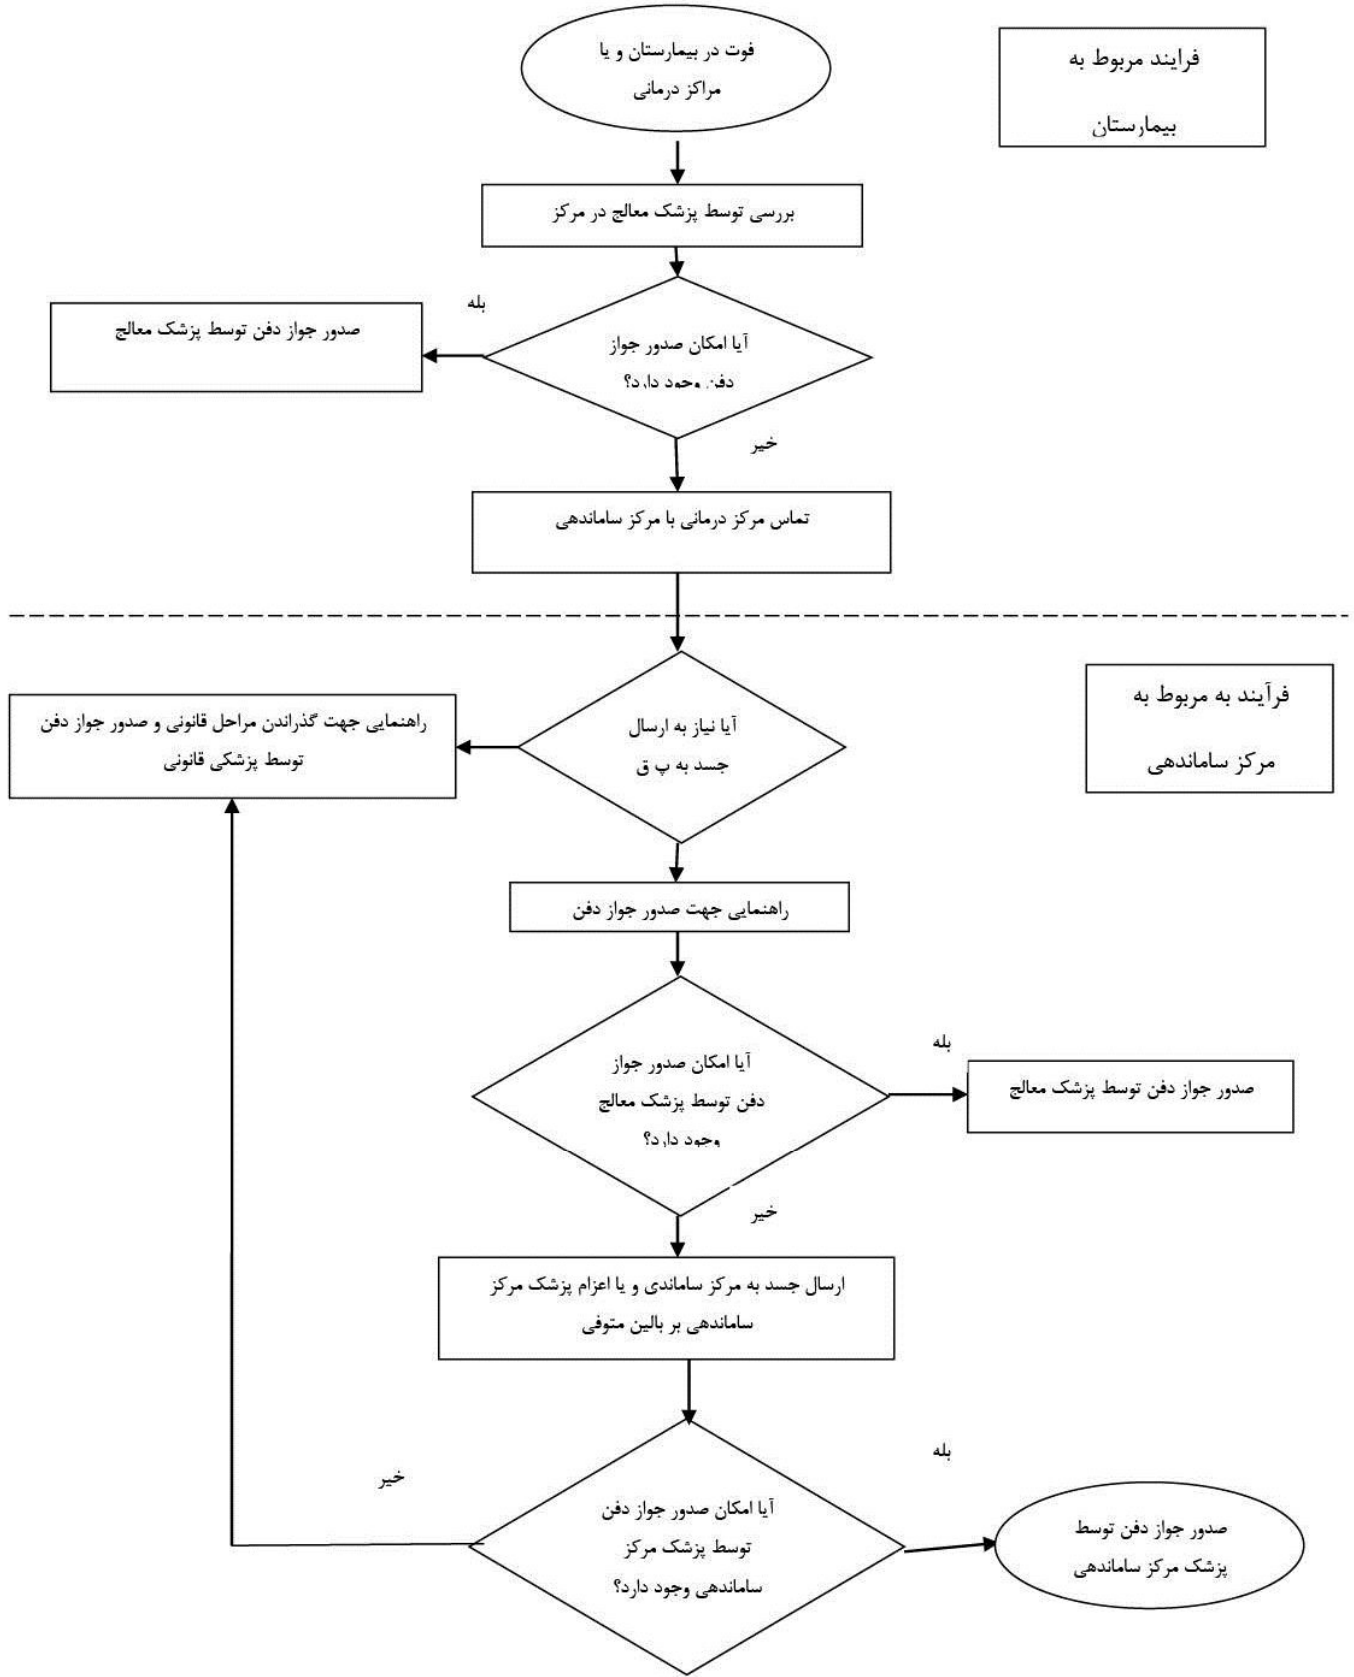 فوت در بیمارستان و یا
مراکز درمانی
فرایند مربوط به
بیمارستان
بررسی توسط پزشک معالج در مرکز
بله
صدور جواز دفن توسط پزشک معالج
آیا امکان صدور جواز
دفن وجود دارد؟
خیر
تماس مرکز درمانی با مرکز ساماندهی
فرآیند به مربوط به
مرکز ساماندهی
آیا نیاز به ارسال
جسد به پ ق
راهنمایی جهت گذراندن مراحل قانونی و صدور جواز دفن
توسط پزشکی قانونی
راهنمایی جهت صدور جواز دفن
آیا امکان صدور جواز
دفن توسط پزشک معالج
وجود دارد؟
بله
صدور جواز دفن توسط پزشک معالج
خیر
ارسال جسد به مرکز ساماندی و یا اعزام پزشک مرکز
ساماندهی بر بالین متوفی
آیا امکان صدور جواز دفن
توسط پزشک مرکز
ساماندهی وجود دارد؟
خیر
بله
صدور جواز دفن توسط
پزشک مرکز ساماندهی